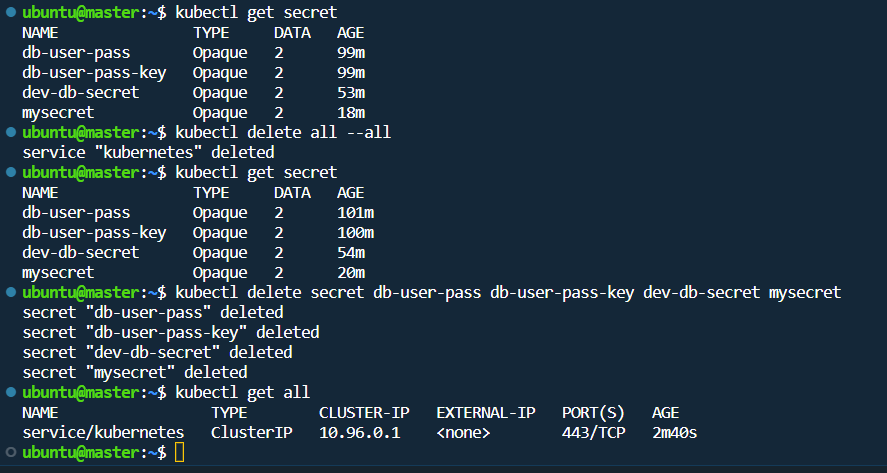 ubuntu@master:~$ kubectl get secret
NAME TYPE DATA AGE
db-user-pass Opaque 2 99m
db-user-pass-key Opaque 2 99m
dev-db-secret Opaque 2 53m
mysecret Opaque 2 18m
ubuntu@master:~$ kubectl delete all --all
service "kubernetes" deleted
ubuntu@master:~$ kubectl get secret
NAME TYPE DATA AGE
db-user-pass Opaque 2 101m
db-user-pass-key Opaque 2 100m
dev-db-secret Opaque 2 54m
mysecret Opaque 2 20m
ubuntu@master:~$ kubectl delete secret db-user-pass db-user-pass-key dev-db-secret mysecret
secret "db-user-pass" deleted
secret "db-user-pass-key" deleted
secret "dev-db-secret" deleted
secret "mysecret" deleted
ubuntu@master:~$ kubectl get all
NAME TYPE CLUSTER-IP EXTERNAL-IP PORT(S) AGE
service/kubernetes ClusterIP 10.96.0.1 <none> 443/TCP 2m40s
ubuntu@master:~$